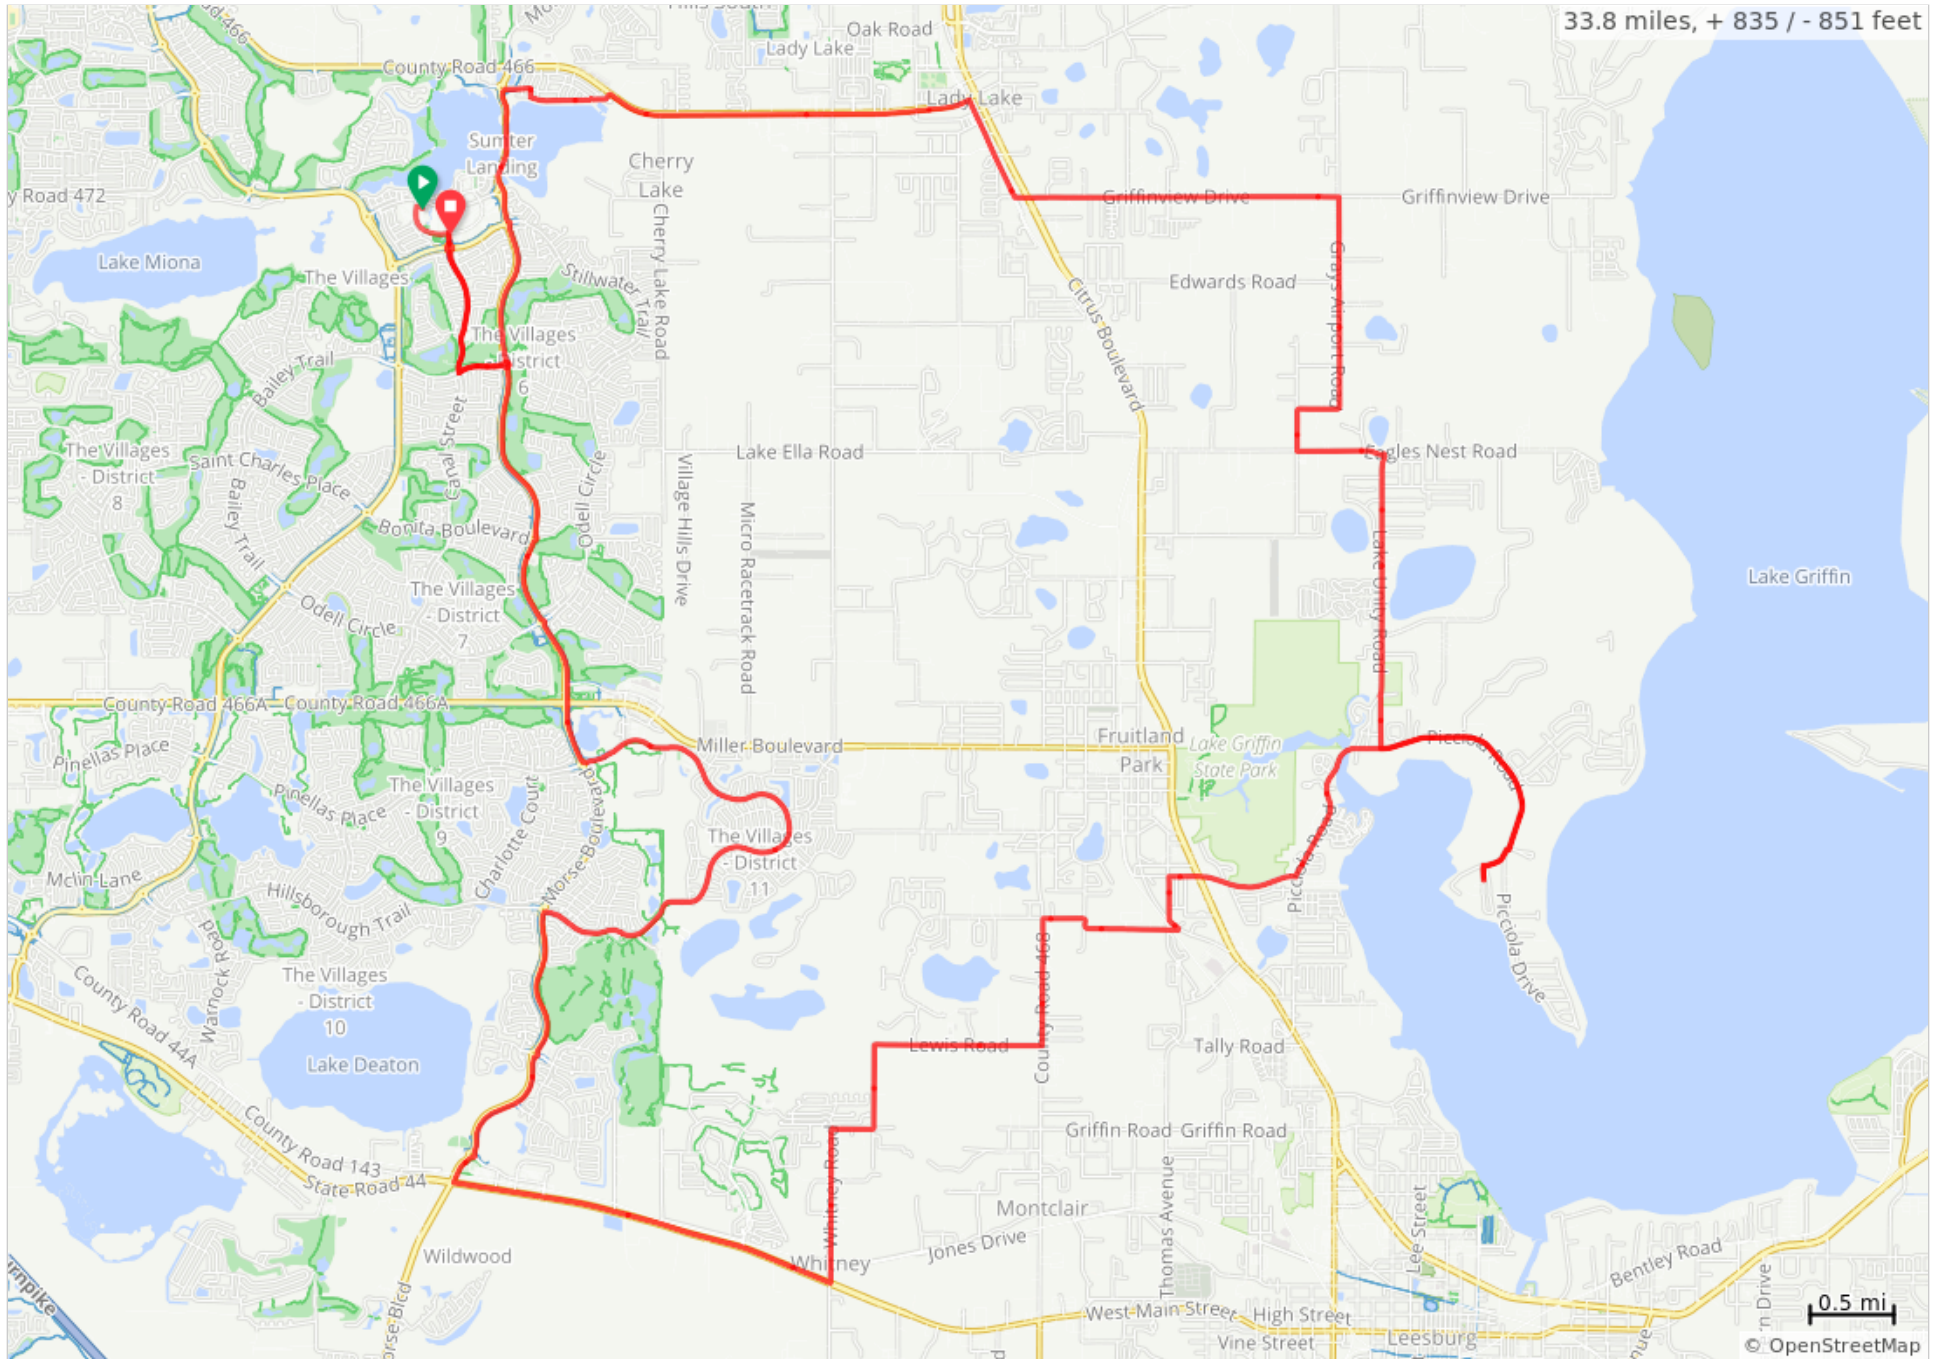 33.8 miles, + 835 / - 851 feet
Oak Road
Lady Lake
County Road 466
Lady Lake
Sumter
Landing
Cherry
Lake
y Road 472
Griffinview Drive
Griffinview Drive
Lake Miona
The Villages
Stillwater Trail
Cherry Lake Road
Edwards Road
Grays Airport Road
Citrus Boulevard
The Villages
- District
6
Bailey Trail
Canal Street
The Villages
- District
8
Saint Charles Place
Lake Ella Road
Eagles Nest Road
Bailey Trail
Odell Circle
Village Hills Drive
Micro Racetrack Road
Bonita Boulevard
Lake Unity Road
Lake Griffin
The Villages
- District
7
Odell Circle
County Road 466A
County Road 466A
Miller Boulevard
Fruitland
Park
Lake Griffin
State Park
Picciola Road
Pinellas Place
Pinellas Place
The Villages
- District
9
Charlotte Court
Morse Boulevard
The Villages
- District
11
Picciola Road
Mclin Lane
Hillsborough Trail
Picciola Drive
Warnock Road
The Villages
- District
10
County Road 44A
County Road 468
Lake Deaton
Lewis Road
Tally Road
County Road 143
State Road 44
Griffin Road
Griffin Road
Whitney Road
Thomas Avenue
Lee Street
Montclair
Jones Drive
Wildwood
Whitney
Bentley Road
urnpike
orse Blcd
West Main Street
High Street
Vine Street
Leesburg
0.5 mi
© OpenStreetMap